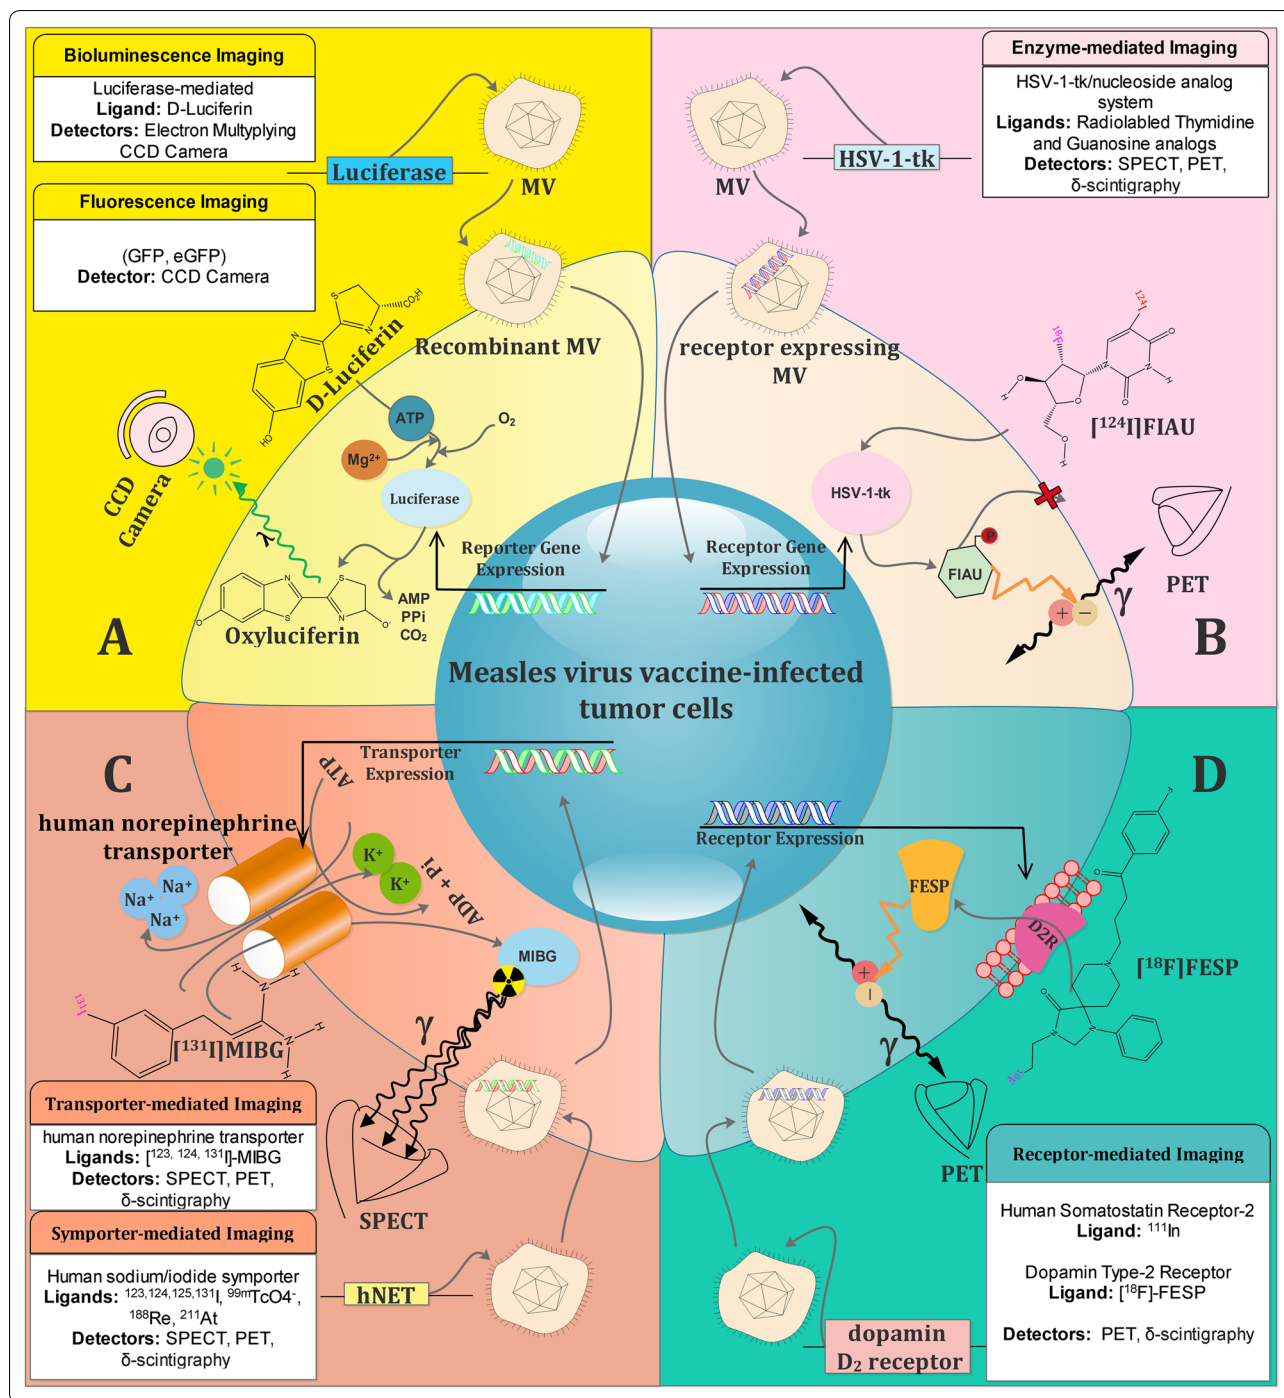 Bioluminescence Imaging
Luciferase-mediated
Ligand: D-Luciferin
Detectors: Electron Multyplying
CCD Camera
Fluorescence Imaging
(GFP, eGFP)
Detector: CCD Camera
Luciferase
MV
Recombinant MV
S
N
S
N
CO₂H
HO
D-Luciferin
ATP
Mg²⁺
O₂
Luciferase
CCD
Camera
λ
N
S
S
N
O
O⁻
Oxyluciferin
AMP
PPi
CO₂
Reporter Gene
Expression
A
Enzyme-mediated Imaging
HSV-1-tk/nucleoside analog
system
Ligands: Radiolabled Thymidine
and Guanosine analogs
Detectors: SPECT, PET,
δ-scintigraphy
MV
HSV-1-tk
receptor expressing
MV
¹²⁴I
¹⁸F
O
N
N
H
O
O
H
O
O
H
[¹²⁴I]FIAU
HSV-1-tk
P
FIAU
+
−
γ
PET
Receptor Gene
Expression
B
Measles virus vaccine-infected
tumor cells
C
Transporter
Expression
ATP
human norepinephrine
transporter
K⁺
K⁺
Na⁺
Na⁺
Na⁺
ADP + Pi
MIBG
¹³¹I
H
H
N
N
H
H
[¹³¹I]MIBG
γ
SPECT
Transporter-mediated Imaging
human norepinephrine transporter
Ligands: [¹²³, ¹²⁴, ¹³¹I]-MIBG
Detectors: SPECT, PET,
δ-scintigraphy
Symporter-mediated Imaging
Human sodium/iodide symporter
Ligands: ¹²³,¹²⁴,¹²⁵,¹³¹I, ⁹⁹ᵐTcO4⁻,
¹⁸⁸Re, ²¹¹At
Detectors: SPECT, PET,
δ-scintigraphy
hNET
D
Receptor Expression
FESP
D2R
F
O
N
O
N
N
¹⁸F
[¹⁸F]FESP
+
−
γ
PET
dopamin
D₂ receptor
Receptor-mediated Imaging
Human Somatostatin Receptor-2
Ligand: ¹¹¹In
Dopamin Type-2 Receptor
Ligand: [¹⁸F]-FESP
Detectors: PET, δ-scintigraphy